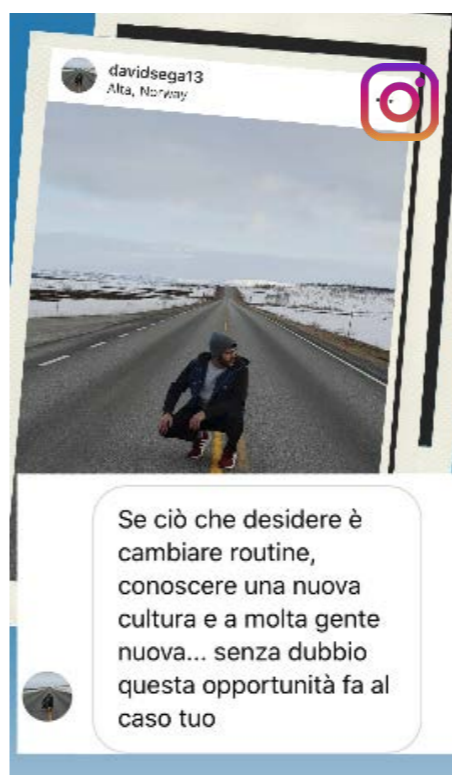 davidsega13
Alta, Norway
Se ciò che desidere è
cambiare routine,
conoscere una nuova
cultura e a molta gente
nuova... senza dubbio
questa opportunità fa al
caso tuo